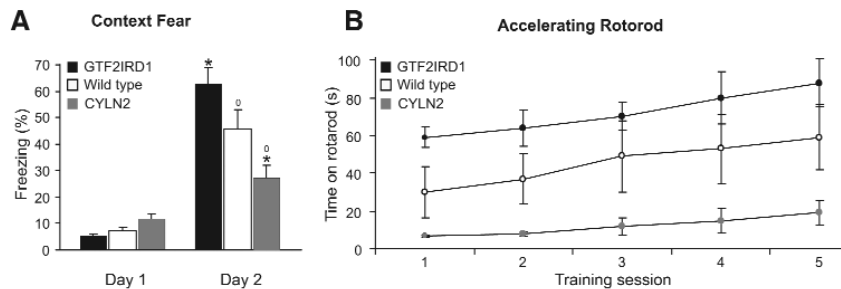 A
Context Fear
GTF2IRD1
Wild type
CYLN2
Freezing (%)
70
60
50
40
30
20
10
0
*
o
o
*
Day 1
Day 2
B
Accelerating Rotorod
GTF2IRD1
Wild type
CYLN2
Time on rotarod (s)
100
80
60
40
20
0
1 2 3 4 5
Training session